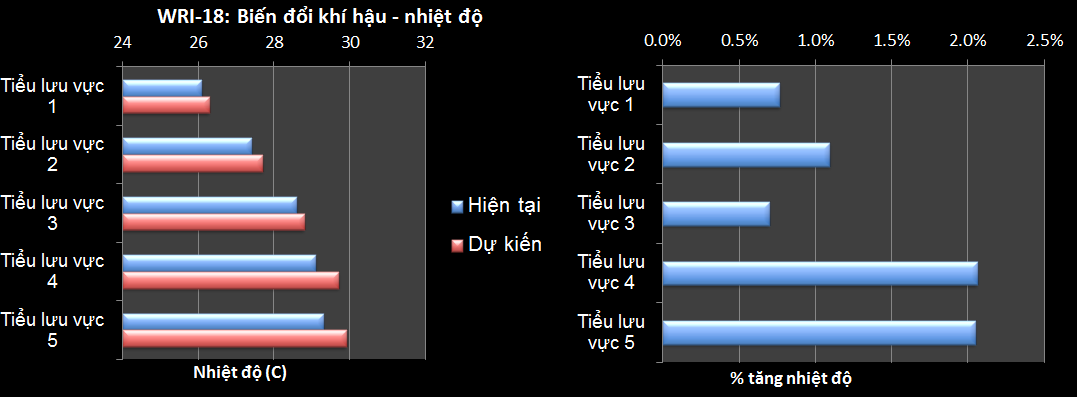 WRI-18: Biến đổi khí hậu - nhiệt độ
24 26 28 30 32
Tiểu lưu vực
1
Tiểu lưu vực
2
Tiểu lưu vực
3
Tiểu lưu vực
4
Tiểu lưu vực
5
Nhiệt độ (C)
Hiện tại
Dự kiến
0.0% 0.5% 1.0% 1.5% 2.0% 2.5%
Tiểu lưu
vực 1
Tiểu lưu
vực 2
Tiểu lưu
vực 3
Tiểu lưu
vực 4
Tiểu lưu
vực 5
% tăng nhiệt độ